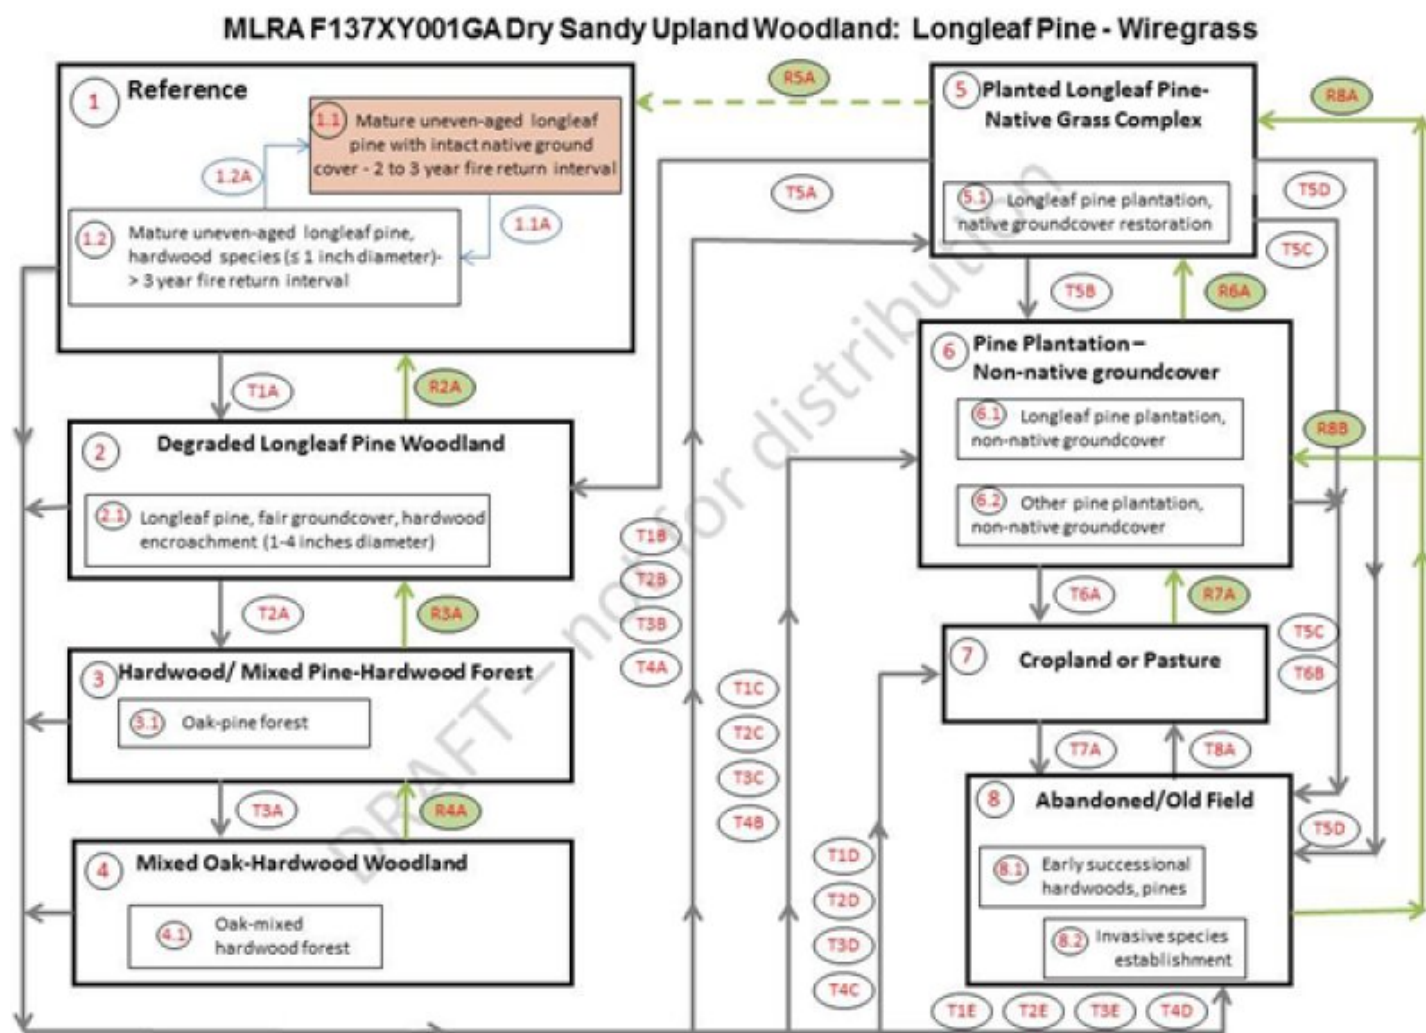 MLRA F137XY001GA Dry Sandy Upland Woodland: Longleaf Pine - Wiregrass
1 Reference
1.1 Mature uneven-aged longleaf
pine with intact native ground
cover - 2 to 3 year fire return interval
1.2A
1.1A
1.2 Mature uneven-aged longleaf pine,
hardwood species (≤ 1 inch diameter)-
> 3 year fire return interval
T1A
R2A
2 Degraded Longleaf Pine Woodland
2.1 Longleaf pine, fair groundcover, hardwood
encroachment (1-4 inches diameter)
T2A
R3A
3 Hardwood/ Mixed Pine-Hardwood Forest
3.1 Oak-pine forest
T3A
R4A
4 Mixed Oak-Hardwood Woodland
4.1 Oak-mixed
hardwood forest
R5A
T5A
T1B
T2B
T3B
T4A
T1C
T2C
T3C
T4B
T1D
T2D
T3D
T4C
5 Planted Longleaf Pine-
Native Grass Complex
5.1 Longleaf pine plantation,
native groundcover restoration
R8A
T5D
T5C
T5B
R6A
6 Pine Plantation –
Non-native groundcover
6.1 Longleaf pine plantation,
non-native groundcover
6.2 Other pine plantation,
non-native groundcover
R8B
T6A
R7A
T5C
T6B
7 Cropland or Pasture
T7A
T8A
8 Abandoned/Old Field
T5D
8.1 Early successional
hardwoods, pines
8.2 Invasive species
establishment
T1E T2E T3E T4D
DRAFT – not for distribution